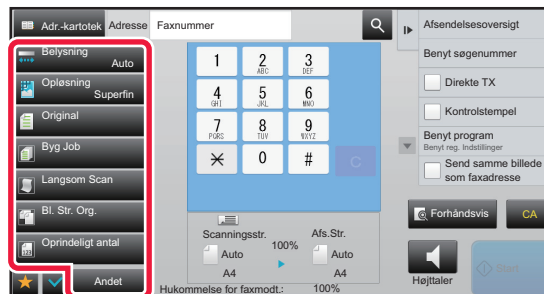 Adr.-kartotek
Adresse
Faxnummer
Belysning
Auto
Opløsning
Superfin
Original
Byg Job
Langsom Scan
Bl. Str. Org.
Oprindeligt antal
Andet
1
2
ABC
3
DEF
4
GHI
5
JKL
6
MNO
7
PQRS
8
TUV
9
WXYZ
0
#
C
Scanningsstr.
Auto
A4
100%
Afs.Str.
Auto
A4
Hukommelse for faxmodt.: 100%
Afsendelsesoversigt
Benyt søgenummer
Direkte TX
Kontrolstempel
Benyt program
Benyt reg. Indstillinger
Send samme billede
som faxadresse
Forhåndsvis
CA
Højttaler
Start